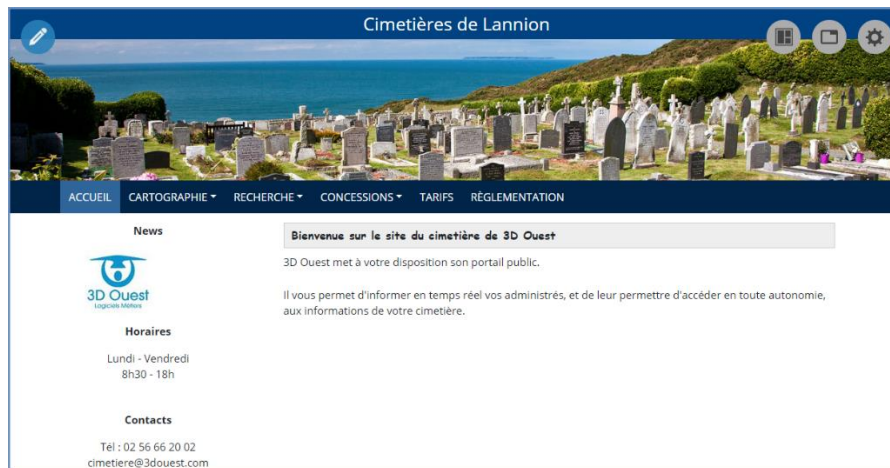 Cimetières de Lannion
ACCUEIL CARTOGRAPHIE RECHERCHE CONCESSIONS TARIFS RÈGLEMENTATION
News
3D Ouest
Logiciels Métiers
Horaires
Lundi - Vendredi
8h30 - 18h
Contacts
Tél : 02 56 66 20 02
cimetiere@3douest.com
Bienvenue sur le site du cimetière de 3D Ouest
3D Ouest met à votre disposition son portail public.
Il vous permet d'informer en temps réel vos administrés, et de leur permettre d'accéder en toute autonomie,
aux informations de votre cimetière.